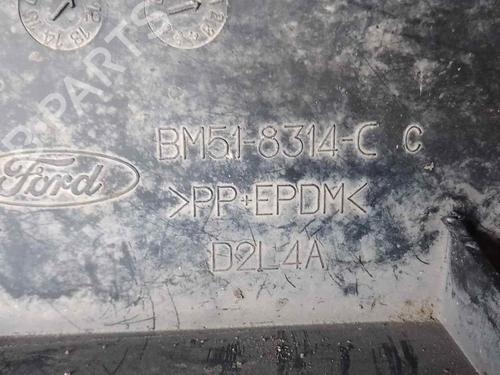 BM51-8314-C C
Ford
>PP+EPDM<
D2L4A